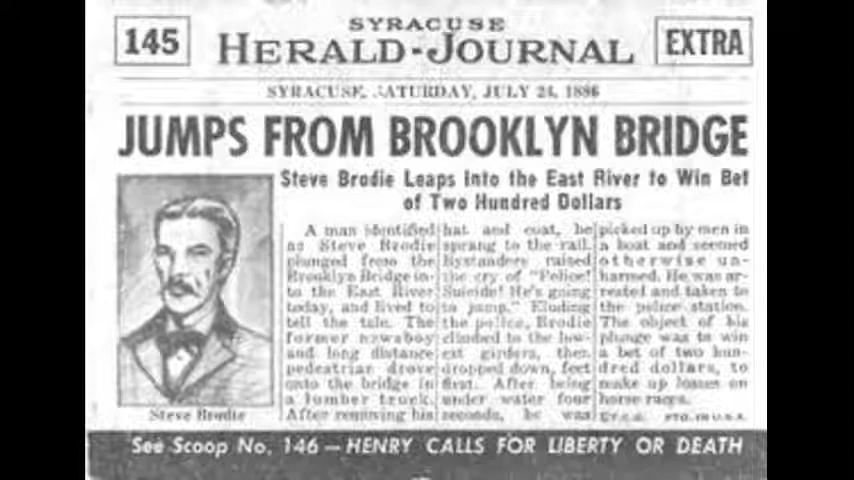 145
SYRACUSE
HERALD-JOURNAL
EXTRA
SYRACUSE, SATURDAY, JULY 24, 1886
JUMPS FROM BROOKLYN BRIDGE
Steve Brodie Leaps Into the East River to Win Bet
of Two Hundred Dollars
A man identified
as Steve Brodie
plunged from the
Brooklyn Bridge in-
to the East River
today, and lived to
tell the tale. The
former newsboy
and long distance
pedestrian drove
onto the bridge in
a lumber truck.
After removing his
hat and coat, he
sprang to the rail.
Bystanders raised
the cry of "Police!
Suicide! He's going
to jump." Eluding
the police, Brodie
climbed to the low-
est girders, then
dropped down, feet
first. After being
under water four
seconds, he was
picked up by men in
a boat and seemed
otherwise un-
harmed. He was ar-
rested and taken to
the police station.
The object of his
plunge was to win
a bet of two hun-
dred dollars, to
make up losses on
horse races.
PTD. IN U.S.A.
Steve Brodie
See Scoop No. 146 — HENRY CALLS FOR LIBERTY OR DEATH